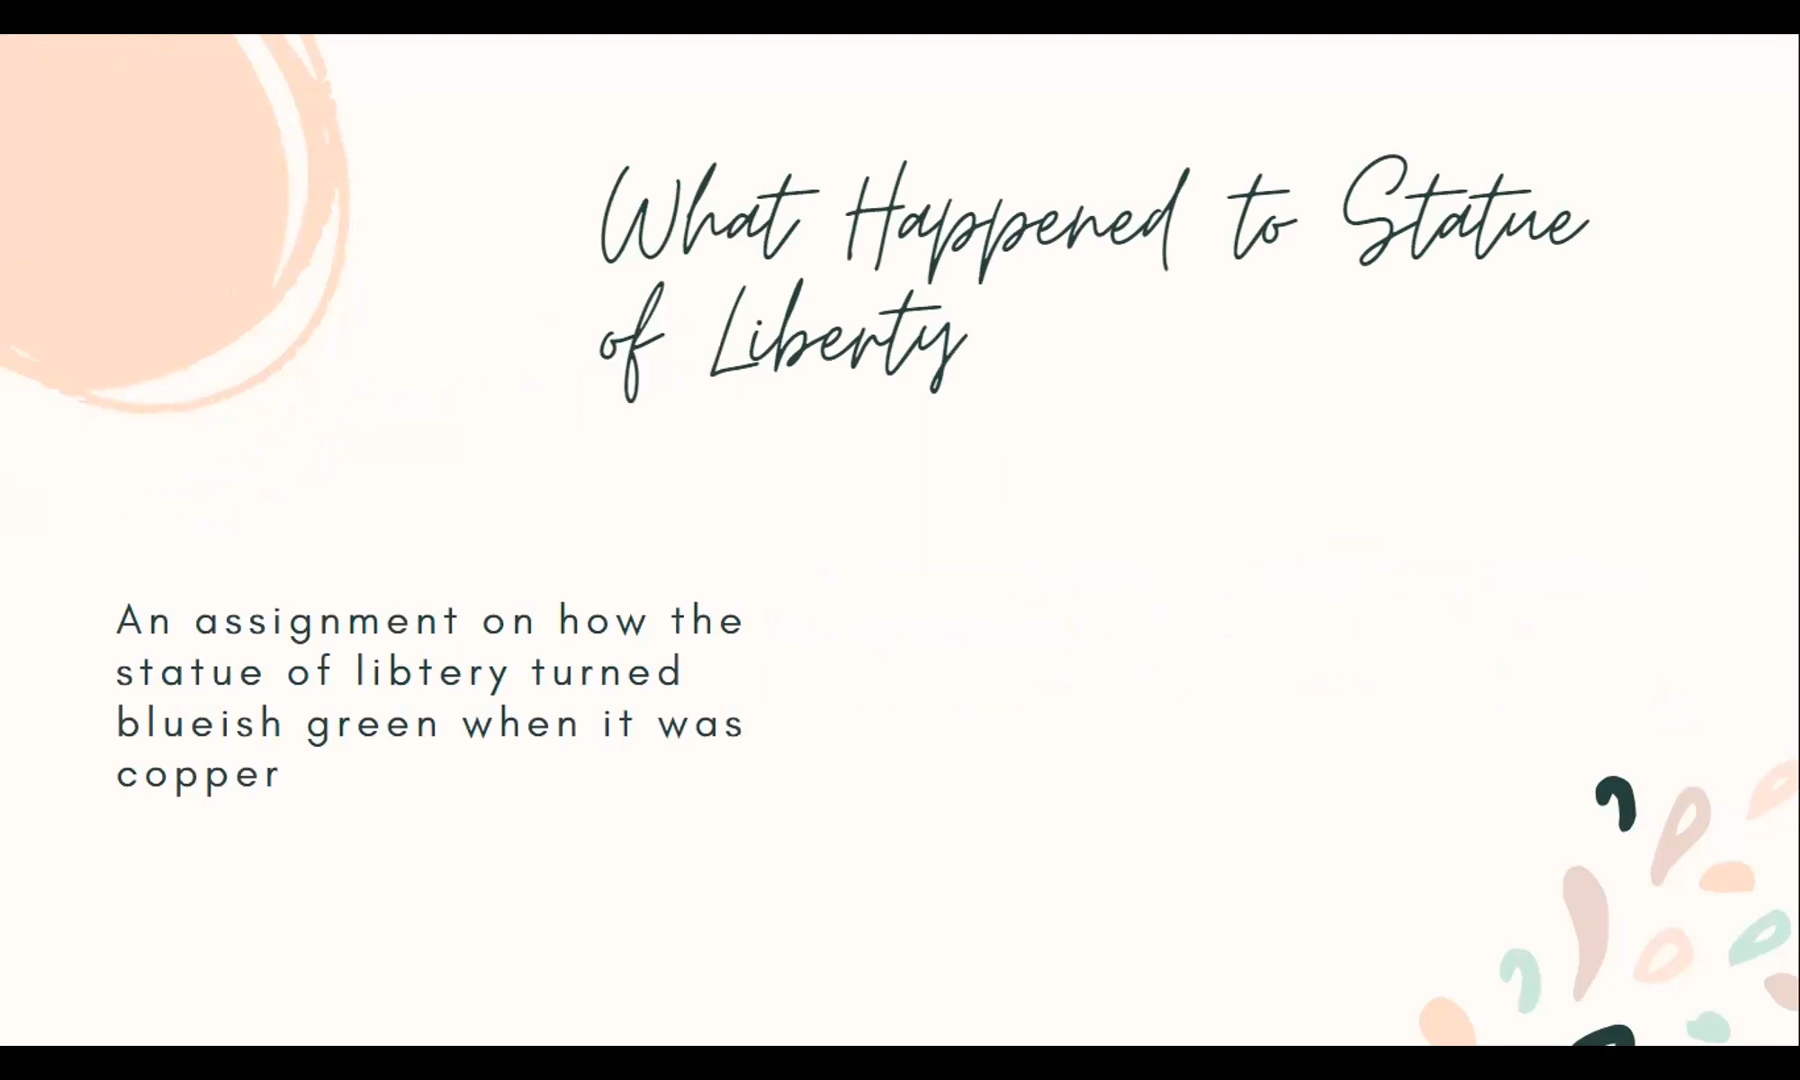 What Happened to Statue
of Liberty
An assignment on how the
statue of libtery turned
blueish green when it was
copper